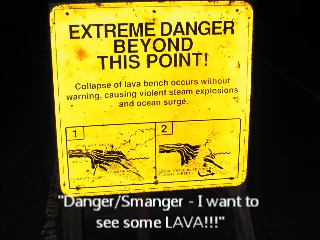 EXTREME DANGER
BEYOND
THIS POINT!
Collapse of lava bench occurs without
warning, causing violent steam explosions
and ocean surge.
1
2
"Danger/Smanger - I want to
see some LAVA!!!"